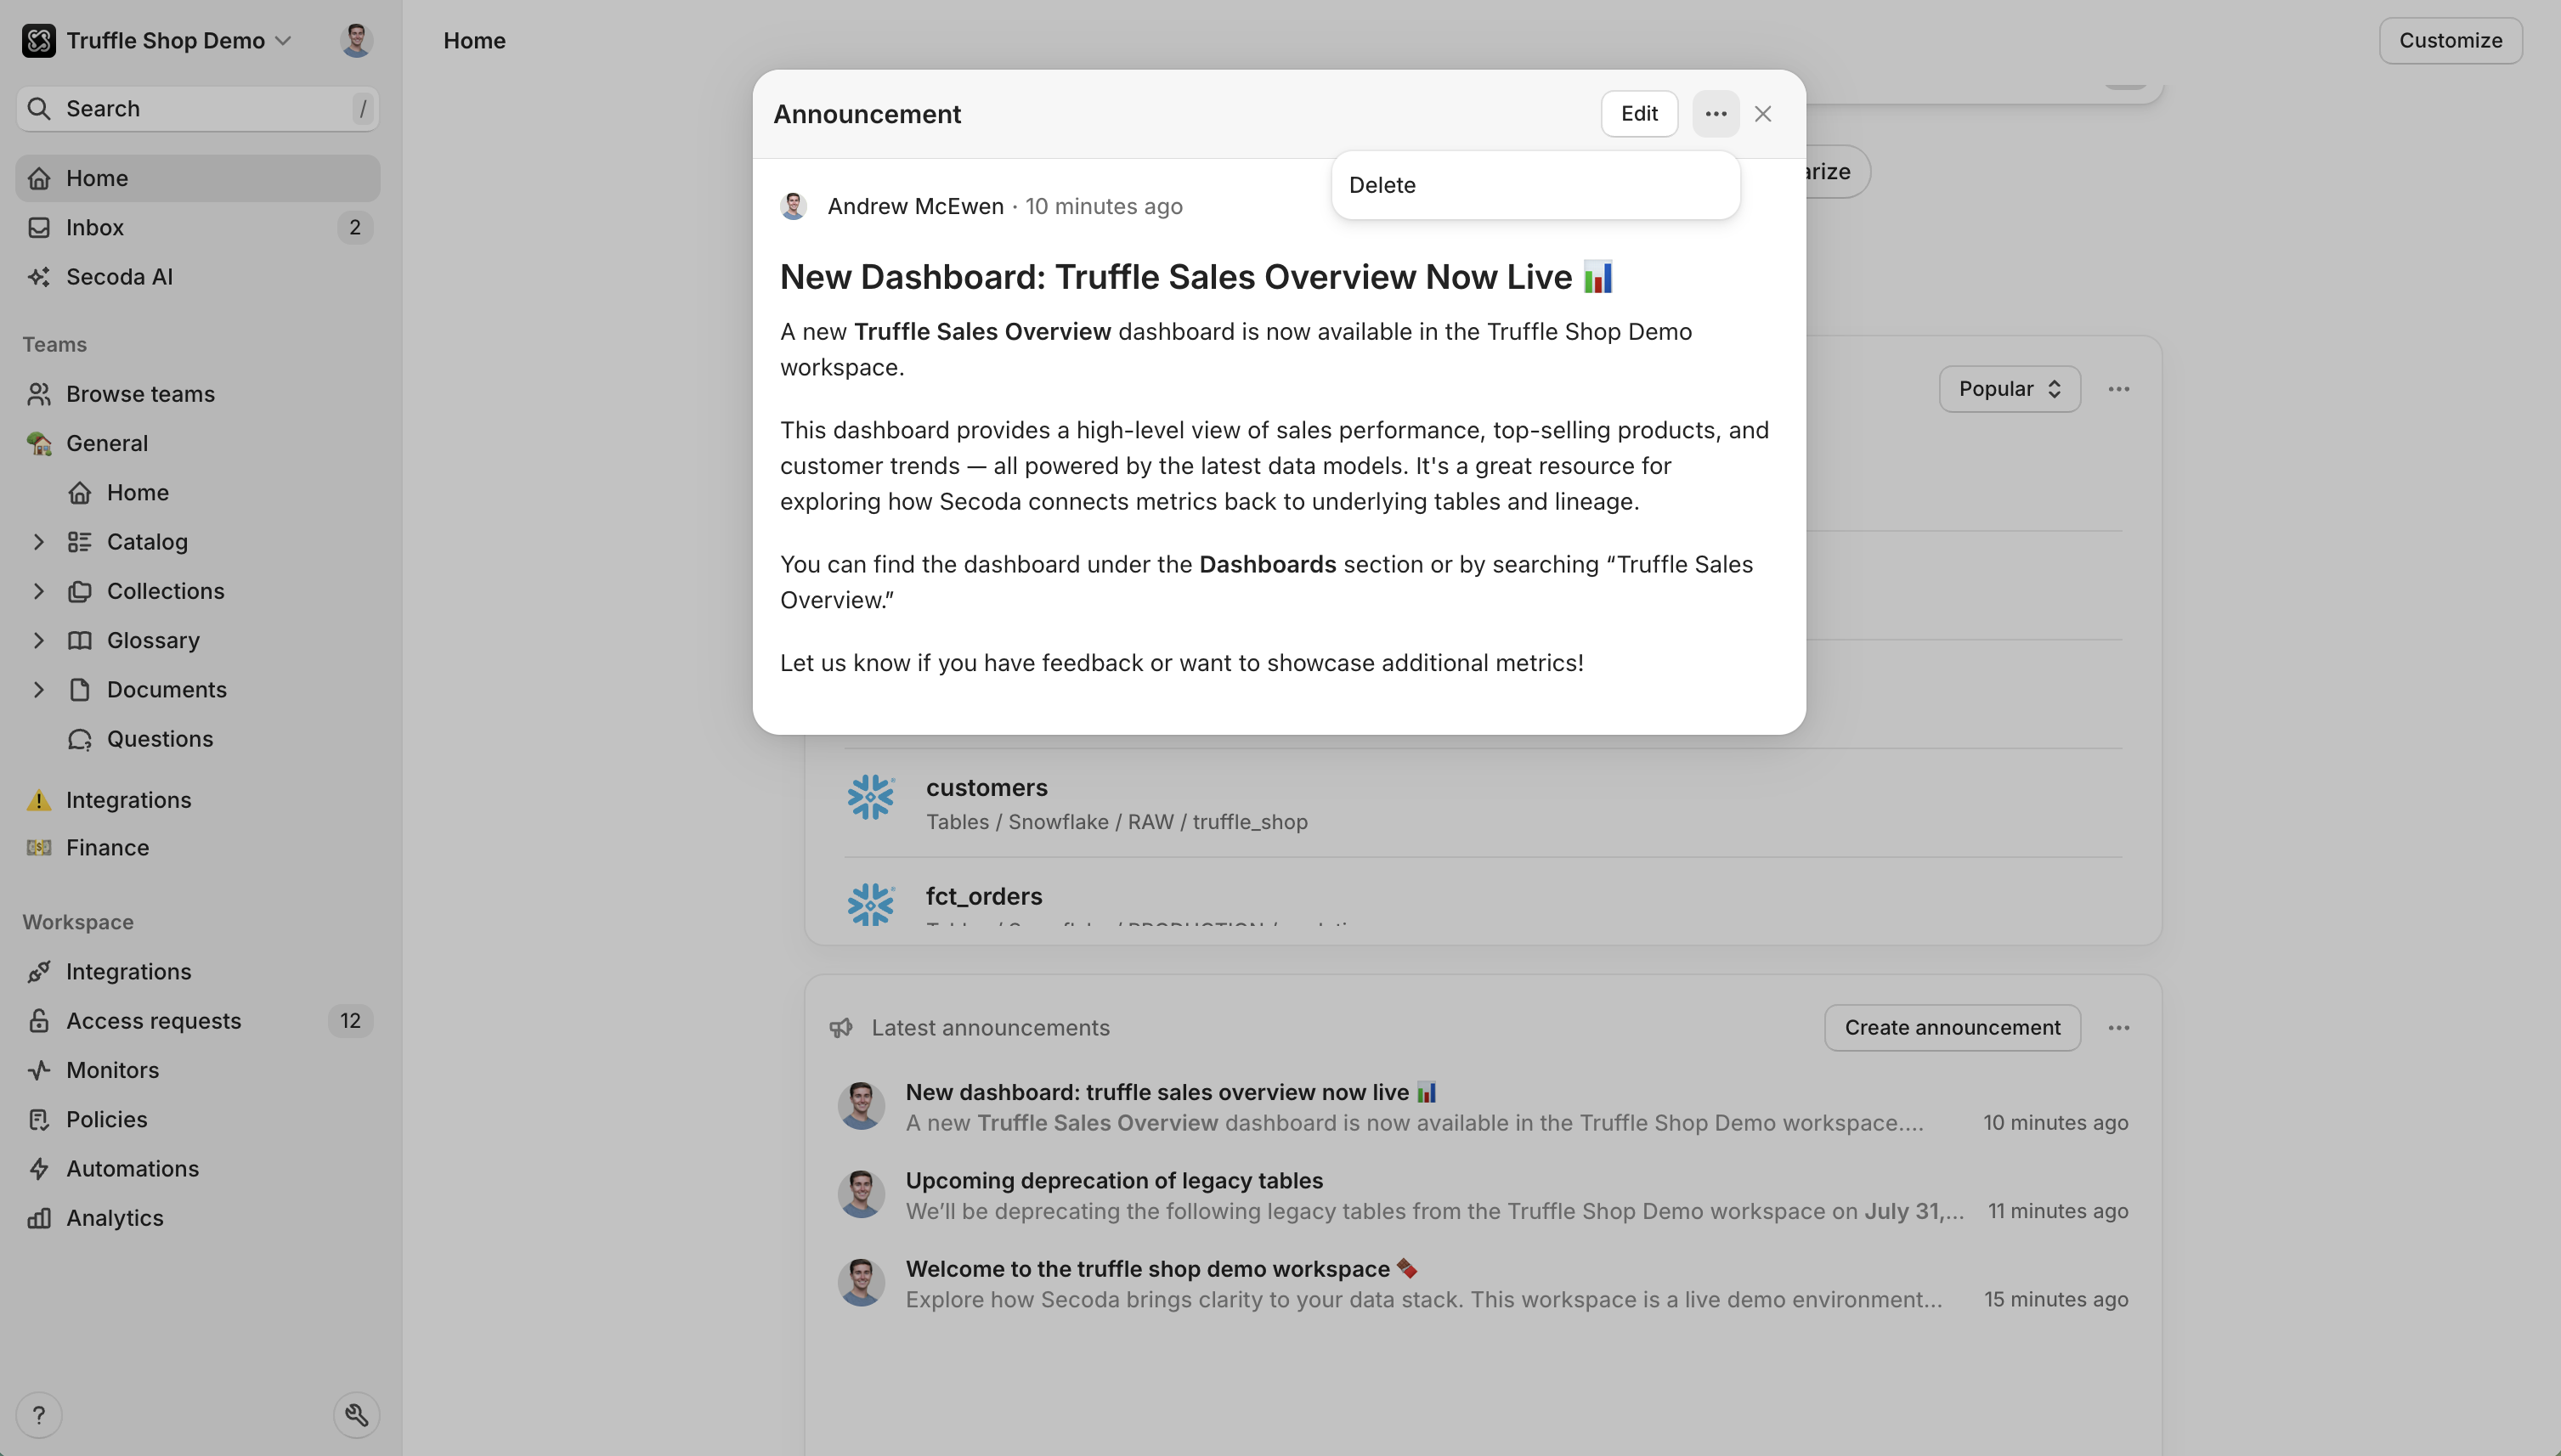 Truffle Shop Demo
Search /
Home
Inbox 2
Secoda AI
Teams
Browse teams
General
Home
Catalog
Collections
Glossary
Documents
Questions
Integrations
Finance
Workspace
Integrations
Access requests 12
Monitors
Policies
Automations
Analytics
?
Home
Customize
Announcement
Edit
Delete
Andrew McEwen · 10 minutes ago
New Dashboard: Truffle Sales Overview Now Live
A new Truffle Sales Overview dashboard is now available in the Truffle Shop Demo
workspace.
This dashboard provides a high-level view of sales performance, top-selling products, and
customer trends — all powered by the latest data models. It's a great resource for
exploring how Secoda connects metrics back to underlying tables and lineage.
You can find the dashboard under the Dashboards section or by searching “Truffle Sales
Overview.”
Let us know if you have feedback or want to showcase additional metrics!
Popular
customers
Tables / Snowflake / RAW / truffle_shop
fct_orders
Latest announcements
Create announcement
New dashboard: truffle sales overview now live
A new Truffle Sales Overview dashboard is now available in the Truffle Shop Demo workspace.... 10 minutes ago
Upcoming deprecation of legacy tables
We’ll be deprecating the following legacy tables from the Truffle Shop Demo workspace on July 31,... 11 minutes ago
Welcome to the truffle shop demo workspace
Explore how Secoda brings clarity to your data stack. This workspace is a live demo environment... 15 minutes ago